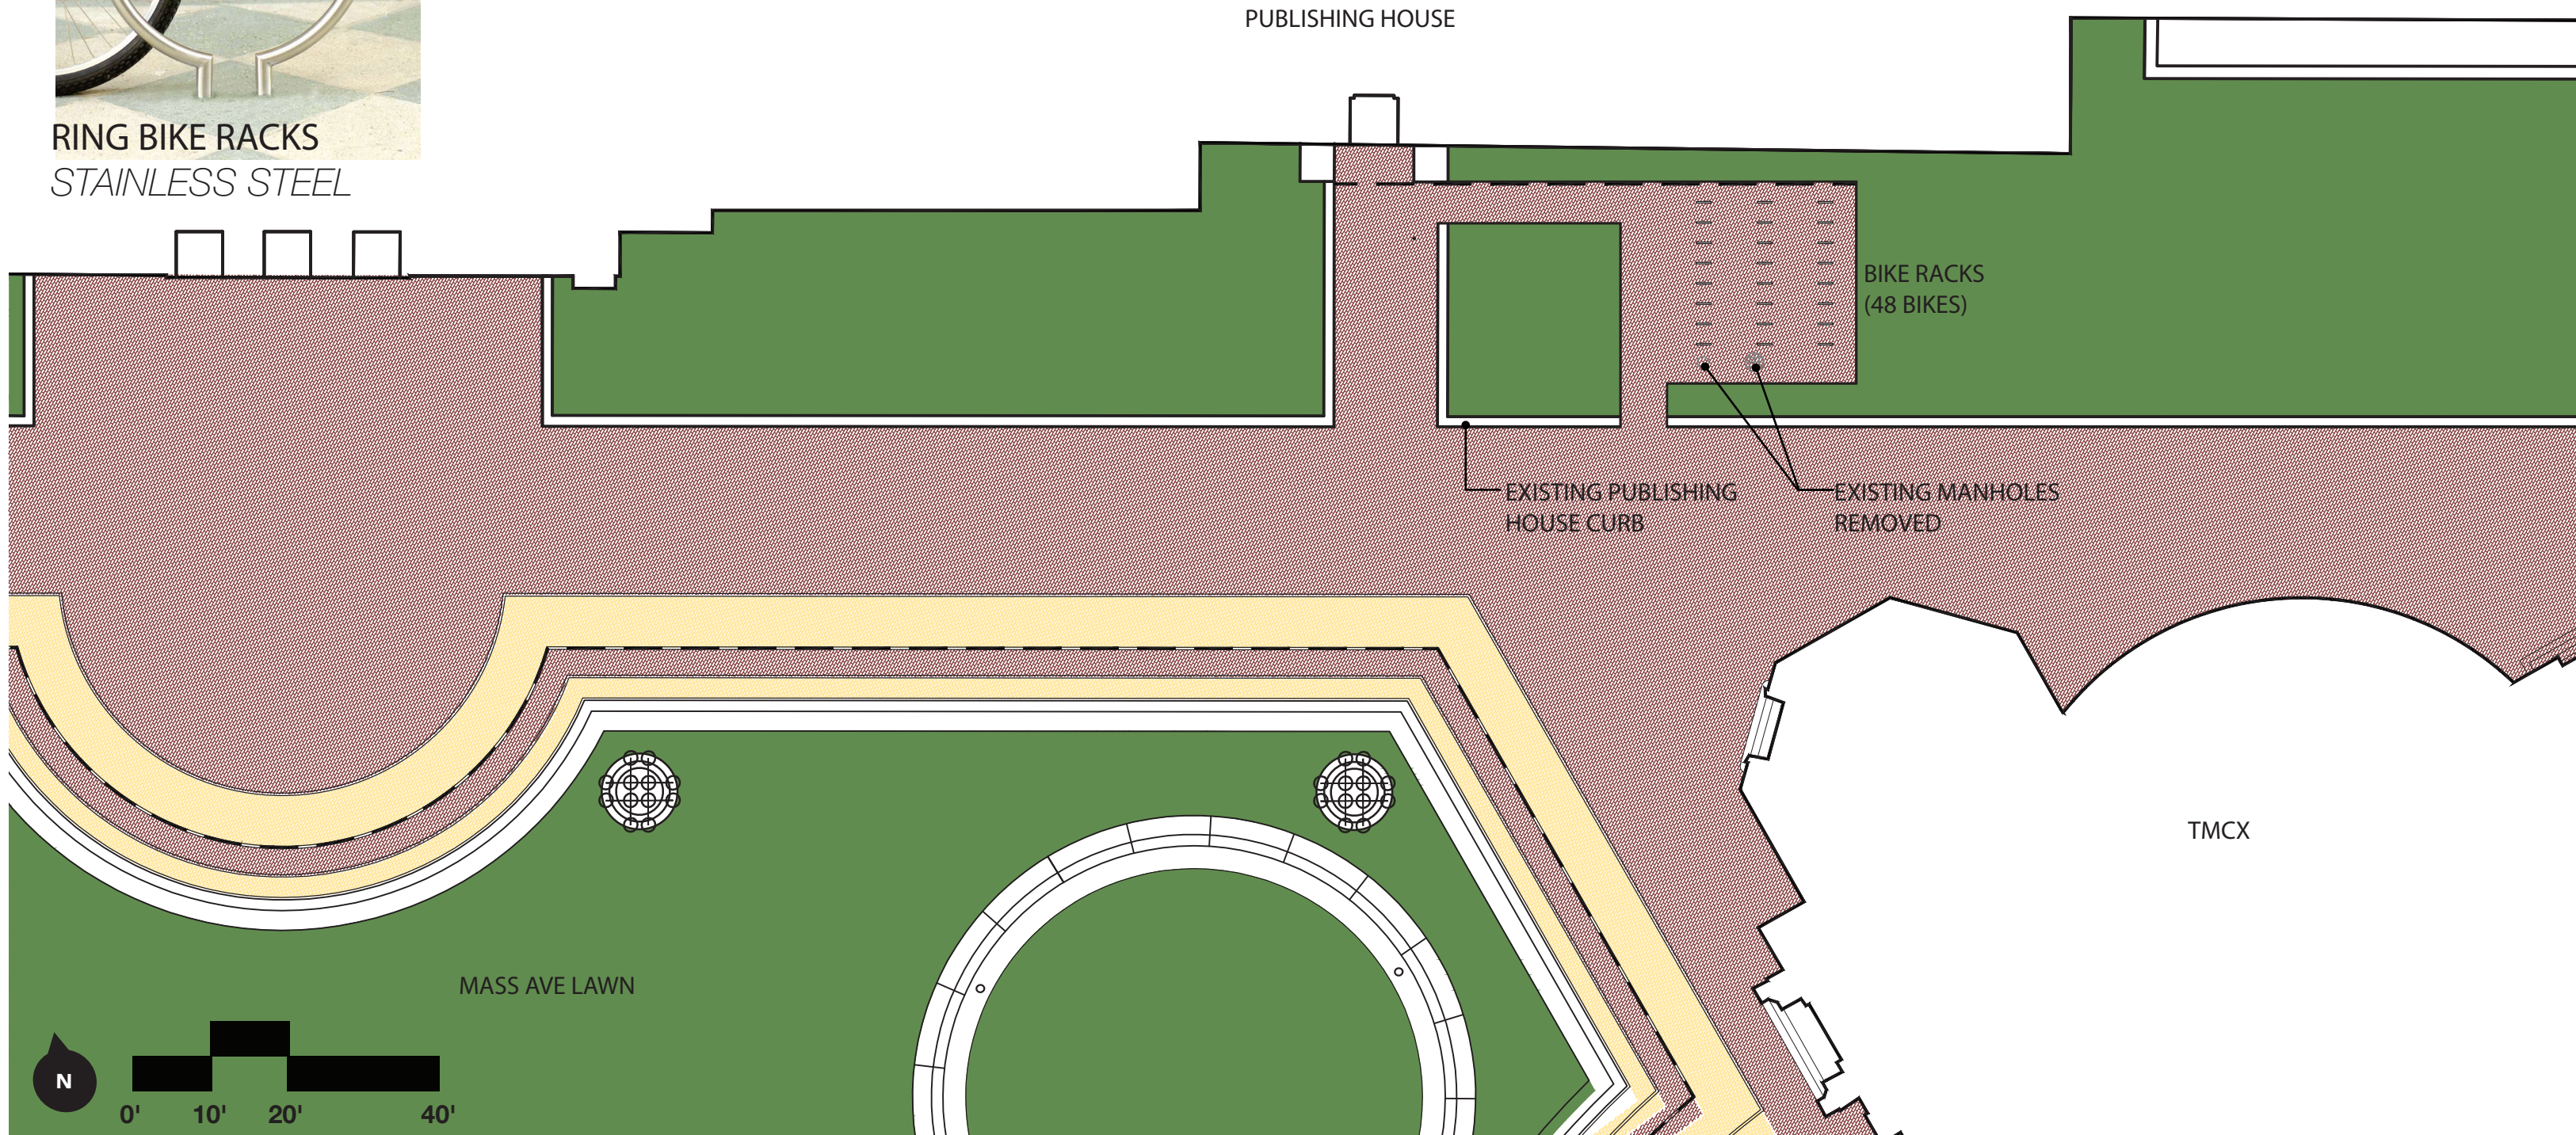 PUBLISHING HOUSE
RING BIKE RACKS
STAINLESS STEEL
BIKE RACKS
(48 BIKES)
EXISTING PUBLISHING
HOUSE CURB
EXISTING MANHOLES
REMOVED
TMCX
MASS AVE LAWN
N
0' 10' 20' 40'